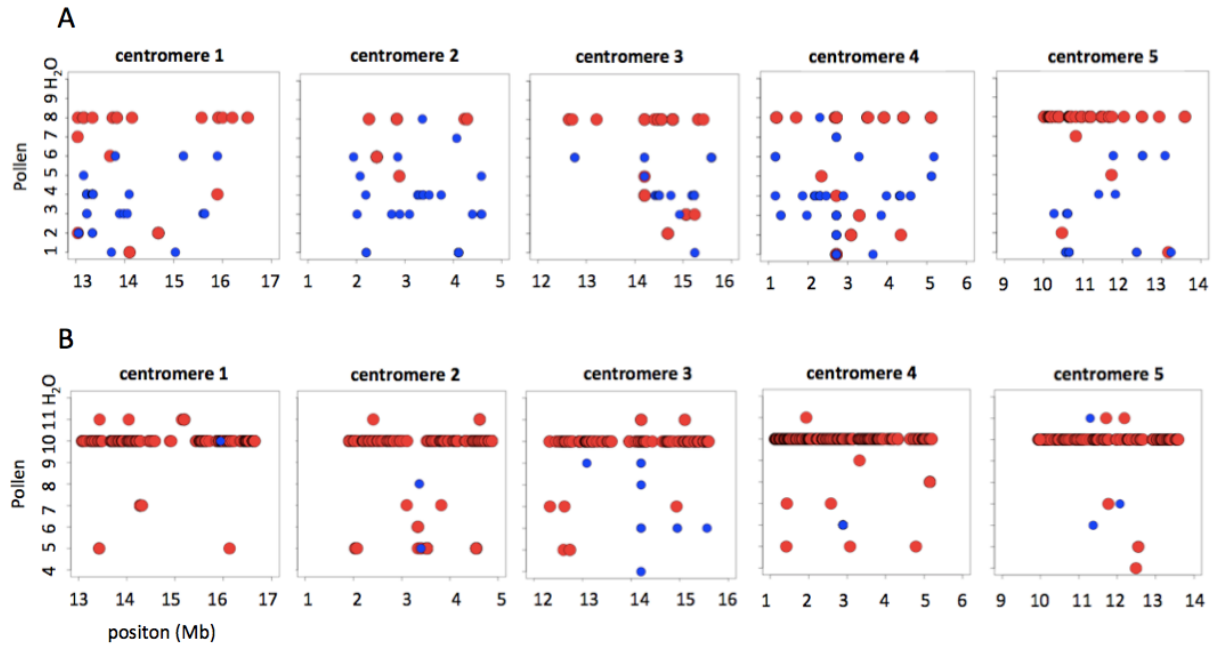 A
centromere 1 centromere 2 centromere 3 centromere 4 centromere 5
Pollen
1 2 3 4 5 6 7 8 9 H₂O
13 14 15 16 17
1 2 3 4 5
12 13 14 15 16
1 2 3 4 5 6
9 10 11 12 13 14
B
centromere 1 centromere 2 centromere 3 centromere 4 centromere 5
Pollen
4 5 6 7 8 9 10 11 H₂O
13 14 15 16 17
1 2 3 4 5
12 13 14 15 16
1 2 3 4 5 6
9 10 11 12 13 14
positon (Mb)